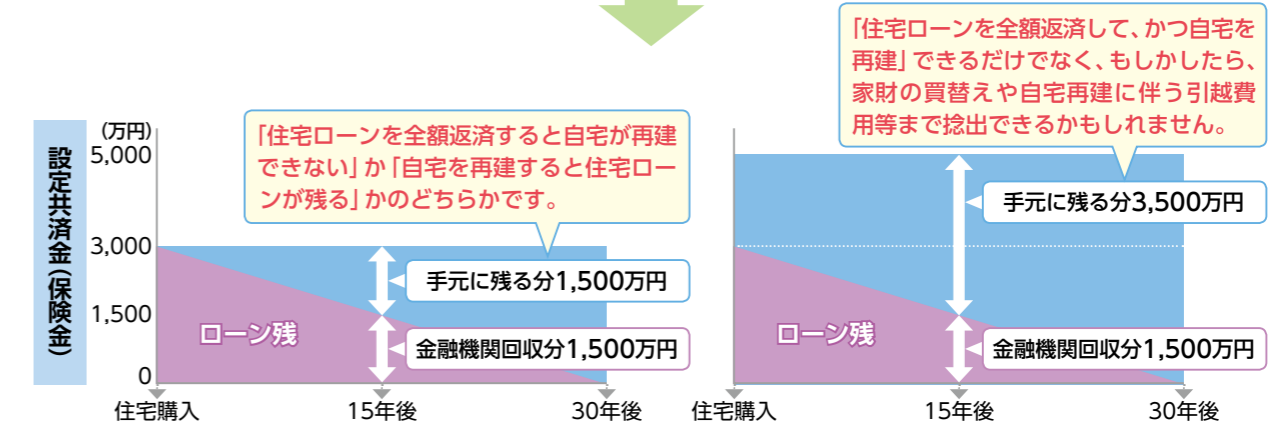 「住宅ローンを全額返済して、かつ自宅を
再建」できるだけでなく、もしかしたら、
家財の買替えや自宅再建に伴う引越費
用等まで捻出できるかもしれません。
「住宅ローンを全額返済すると自宅が再建
できない」か「自宅を再建すると住宅ロー
ンが残る」かのどちらかです。
設定共済金(保険金)
(万円)
5,000
3,000
1,500
0
手元に残る分1,500万円
ローン残
金融機関回収分1,500万円
住宅購入
15年後
30年後
手元に残る分3,500万円
ローン残
金融機関回収分1,500万円
住宅購入
15年後
30年後